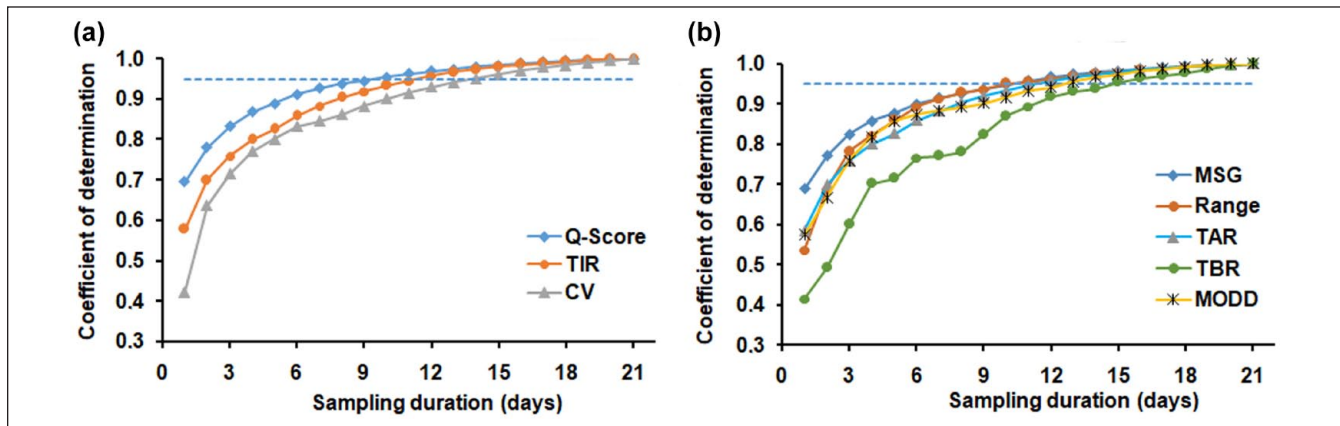 (a)
Coefficient of determination
1.0
0.9
0.8
0.7
0.6
0.5
0.4
0.3
0 3 6 9 12 15 18 21
Sampling duration (days)
Q-Score
TIR
CV
(b)
Coefficient of determination
1.0
0.9
0.8
0.7
0.6
0.5
0.4
0.3
0 3 6 9 12 15 18 21
Sampling duration (days)
MSG
Range
TAR
TBR
MODD